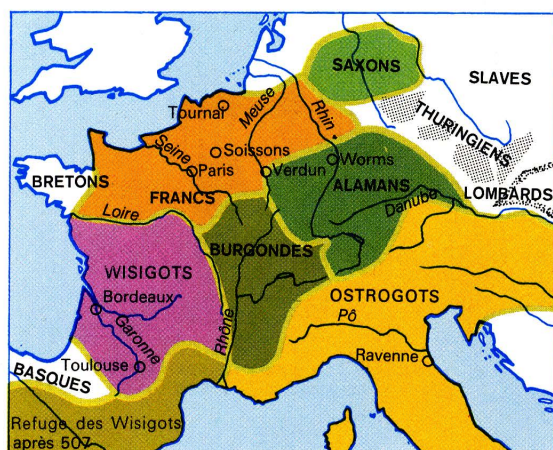 SAXONS
SLAVES
Tournai
Meuse
Rhin
THURINGIENS
Seine
Soissons
Paris
Verdun
Worms
BRETONS
FRANCS
ALAMANS
LOMBARDS
Danube
Loire
BURGONDES
WISIGOTS
OSTROGOTS
Bordeaux
Garonne
Rhône
Pô
Toulouse
Ravenne
BASQUES
Refuge des Wisigots
après 507